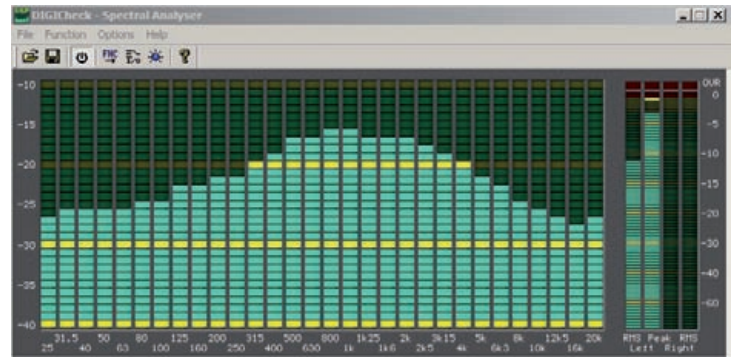 DIGICheck - Spectral Analyser
File Function Options Help
FNC
-10
-15
-20
-25
-30
-35
-40
31.5 50 80 125 200 315 500 800 1k25 2k 3k15 5k 8k 12k5 20k
25 40 63 100 160 250 400 630 1k 1k6 2k5 4k 6k3 10k 16k
OVR
0
-5
-10
-15
-20
-30
-40
-60
RMS Peak RMS
Left Right